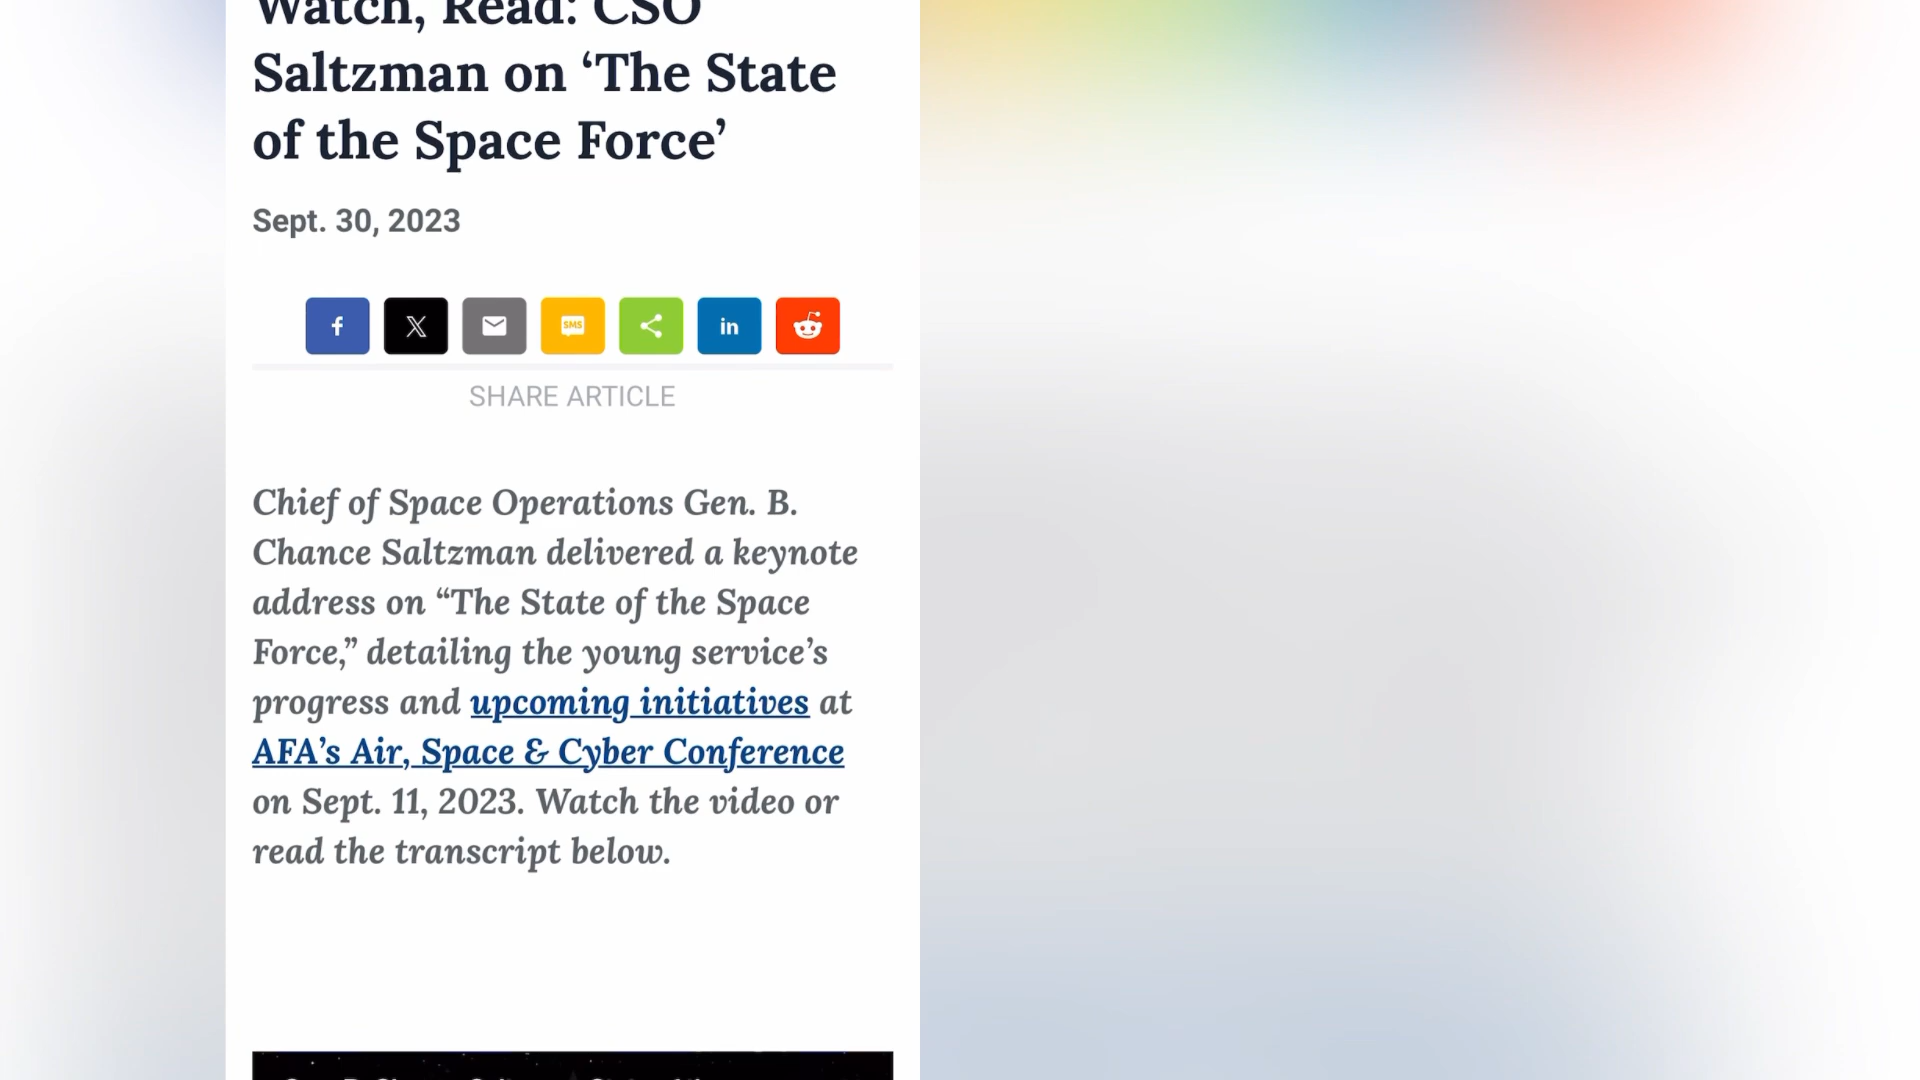 Watch, Read: CSO
Saltzman on ‘The State
of the Space Force’
Sept. 30, 2023
f X SMS in
SHARE ARTICLE
Chief of Space Operations Gen. B.
Chance Saltzman delivered a keynote
address on “The State of the Space
Force,” detailing the young service’s
progress and upcoming initiatives at
AFA’s Air, Space & Cyber Conference
on Sept. 11, 2023. Watch the video or
read the transcript below.